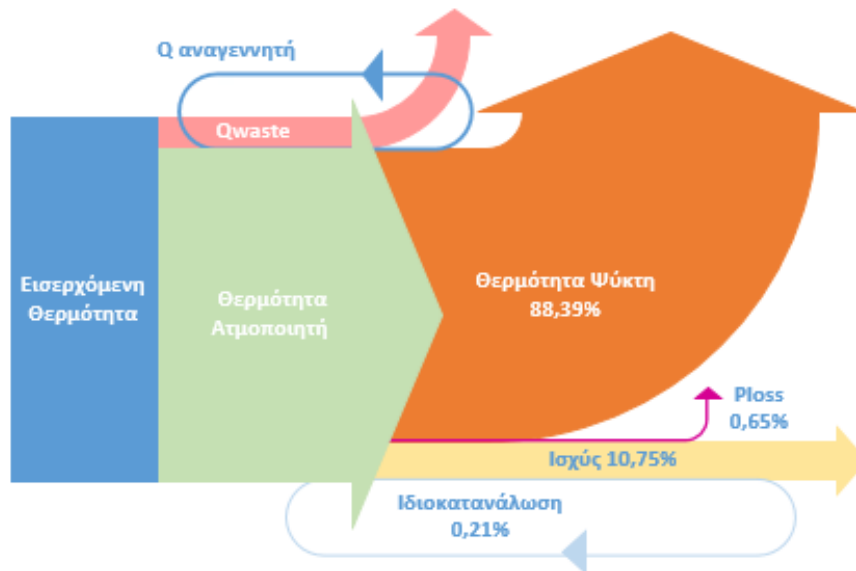 Q αναγεννητή
Qwaste
Εισερχόμενη
Θερμότητα
Θερμότητα
Ατμοποιητή
Θερμότητα Ψύκτη
88,39%
Ploss
0,65%
Ισχύς 10,75%
Ιδιοκατανάλωση
0,21%